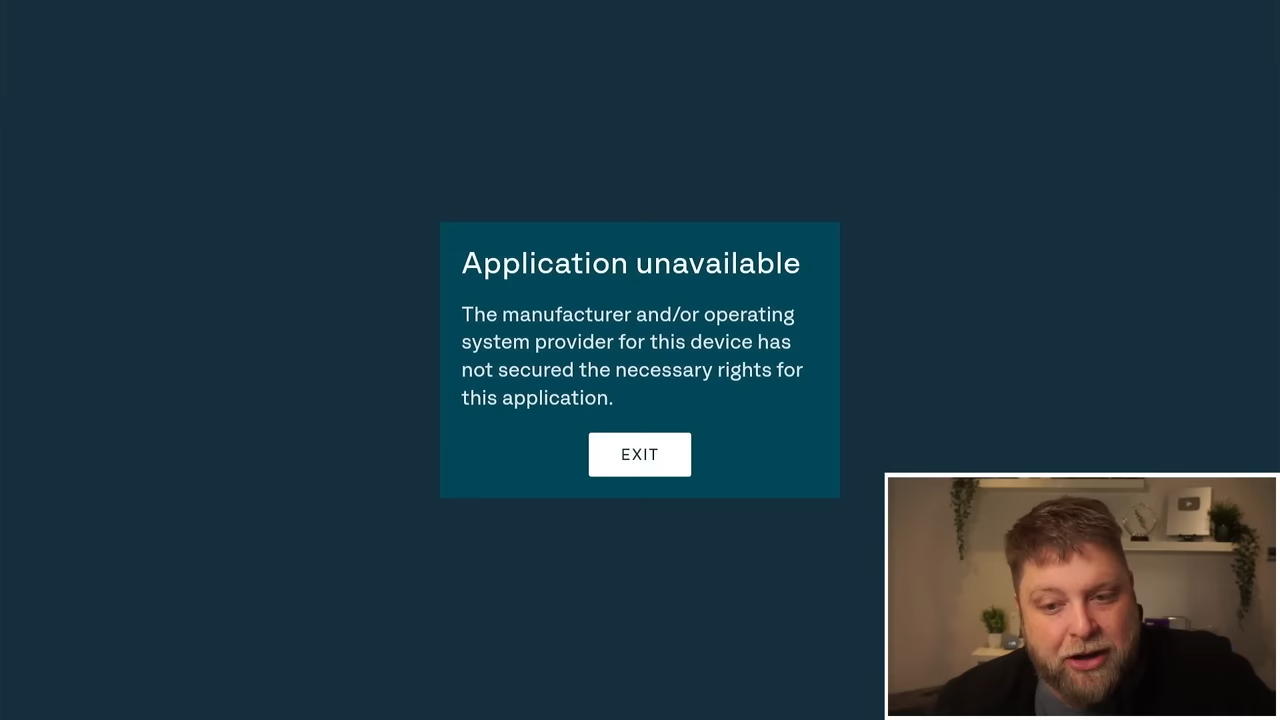 Application unavailable
The manufacturer and/or operating
system provider for this device has
not secured the necessary rights for
this application.
EXIT